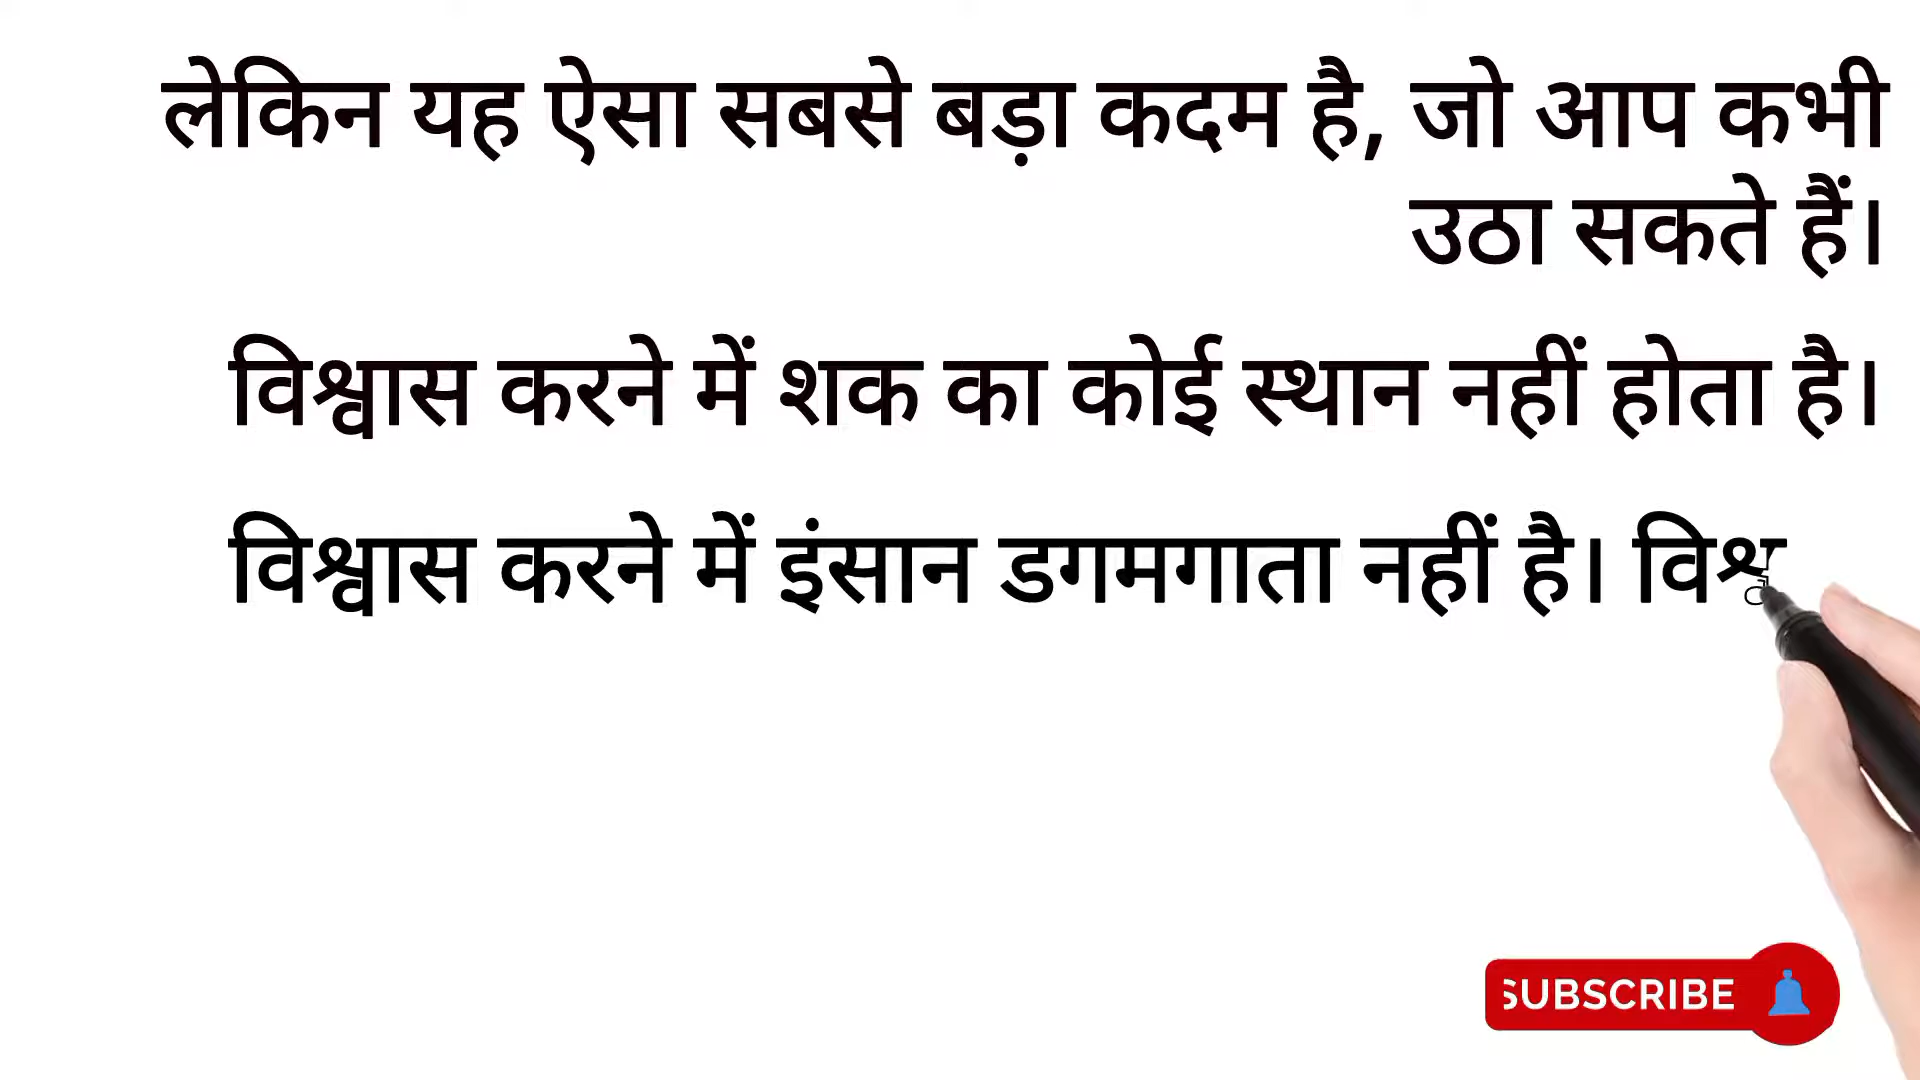 लेकिन यह ऐसा सबसे बड़ा कदम है, जो आप कभी
उठा सकते हैं।
विश्वास करने में शक का कोई स्थान नहीं होता है।
विश्वास करने में इंसान डगमगाता नहीं है।
SUBSCRIBE